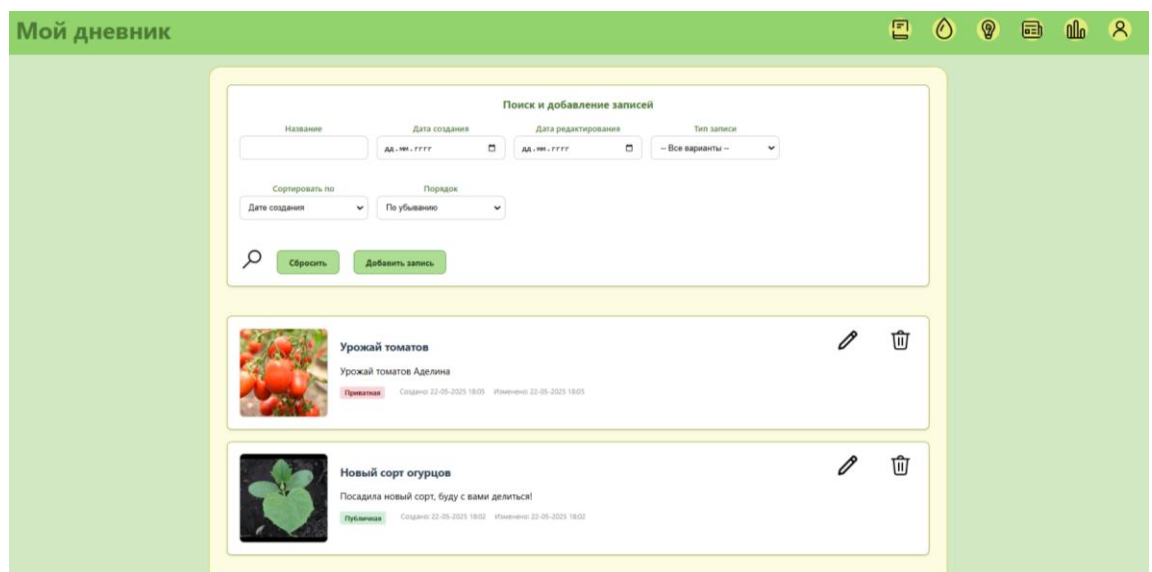 Мой дневник
Поиск и добавление записей
Название Дата создания Дата редактирования Тип записи
дд.мм.гггг дд.мм.гггг -- Все варианты --
Сортировать по Порядок
Дате создания По убыванию
Сбросить Добавить запись
Урожай томатов
Урожай томатов Аделина
Приватная Создано: 22-05-2025 18:05 Изменено: 22-05-2025 18:05
Новый сорт огурцов
Посадила новый сорт, буду с вами делиться!
Публичная Создано: 22-05-2025 18:02 Изменено: 22-05-2025 18:02